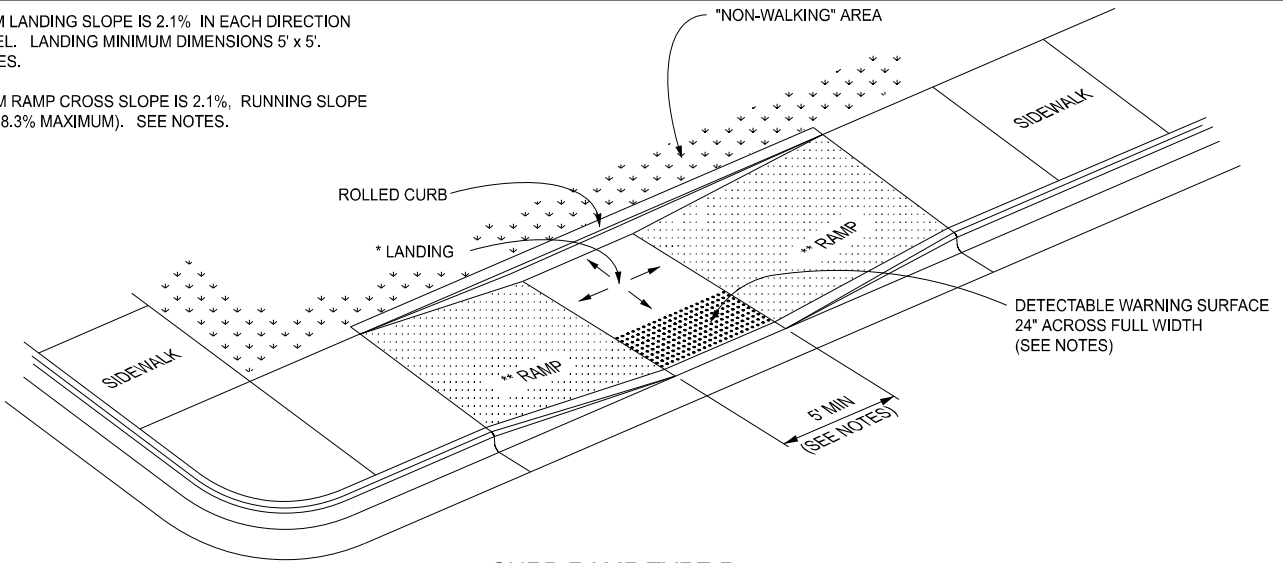 LANDING SLOPE IS 2.1% IN EACH DIRECTION
LANDING MINIMUM DIMENSIONS 5' x 5'.
RAMP CROSS SLOPE IS 2.1%, RUNNING SLOPE
8.3% MAXIMUM). SEE NOTES.
"NON-WALKING" AREA
SIDEWALK
ROLLED CURB
* LANDING
** RAMP
DETECTABLE WARNING SURFACE
24" ACROSS FULL WIDTH
(SEE NOTES)
SIDEWALK
** RAMP
5' MIN
(SEE NOTES)